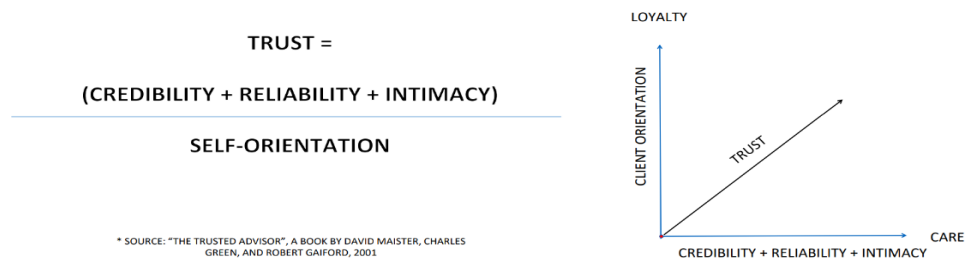 TRUST =
(CREDIBILITY + RELIABILITY + INTIMACY)
SELF-ORIENTATION
* SOURCE: "THE TRUSTED ADVISOR", A BOOK BY DAVID MAISTER, CHARLES
GREEN, AND ROBERT GAIFORD, 2001
LOYALTY
CLIENT ORIENTATION
TRUST
CARE
CREDIBILITY + RELIABILITY + INTIMACY